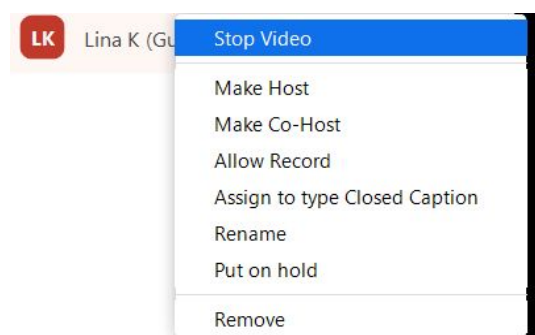 LK Lina K (Gu Stop Video
Make Host
Make Co-Host
Allow Record
Assign to type Closed Caption
Rename
Put on hold
Remove